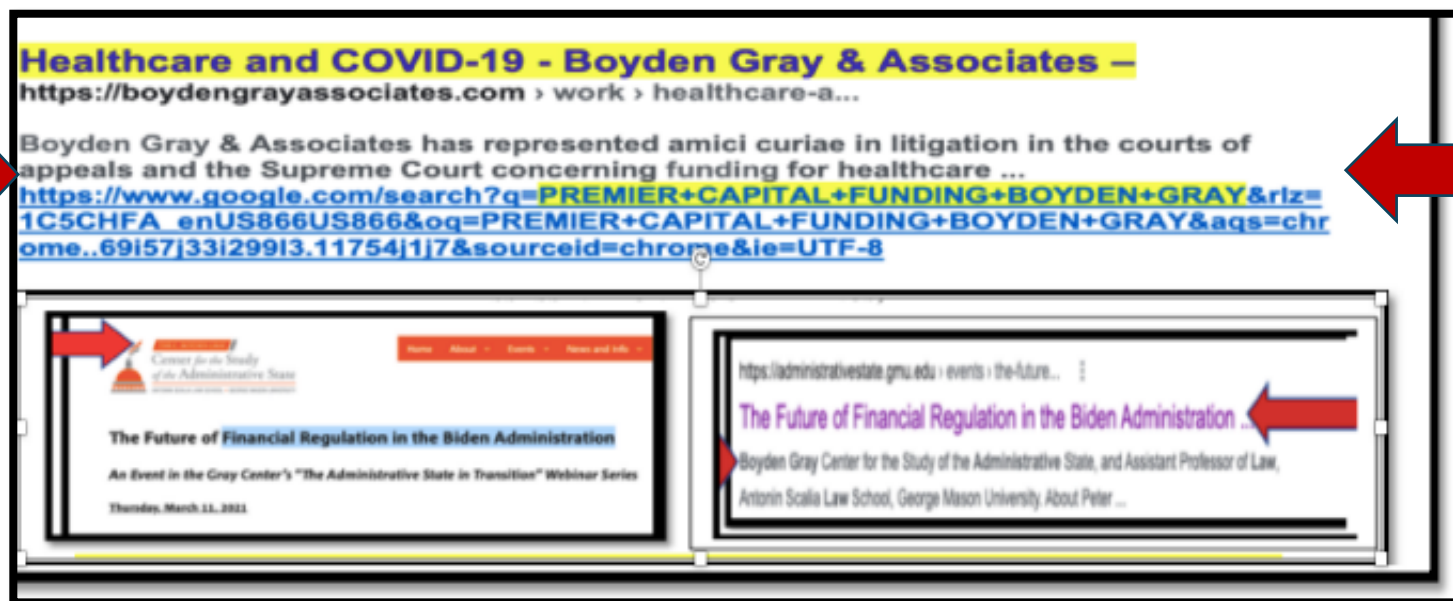 Healthcare and COVID-19 - Boyden Gray & Associates –
https://boydengrayassociates.com › work › healthcare-a...
Boyden Gray & Associates has represented amici curiae in litigation in the courts of
appeals and the Supreme Court concerning funding for healthcare ...
https://www.google.com/search?q=PREMIER+CAPITAL+FUNDING+BOYDEN+GRAY&rlz=
1C5CHFA_enUS866US866&oq=PREMIER+CAPITAL+FUNDING+BOYDEN+GRAY&aqs=chr
ome..69i57j33i299l3.11754j1j7&sourceid=chrome&ie=UTF-8
Center for the Study
of the Administrative State
Home About Events News and Info
The Future of Financial Regulation in the Biden Administration
An Event in the Gray Center's "The Administrative State in Transition" Webinar Series
Thursday, March 11, 2021
https://administrativestate.gmu.edu › events › the-future...
The Future of Financial Regulation in the Biden Administration ...
Boyden Gray Center for the Study of the Administrative State, and Assistant Professor of Law,
Antonin Scalia Law School, George Mason University. About Peter ...